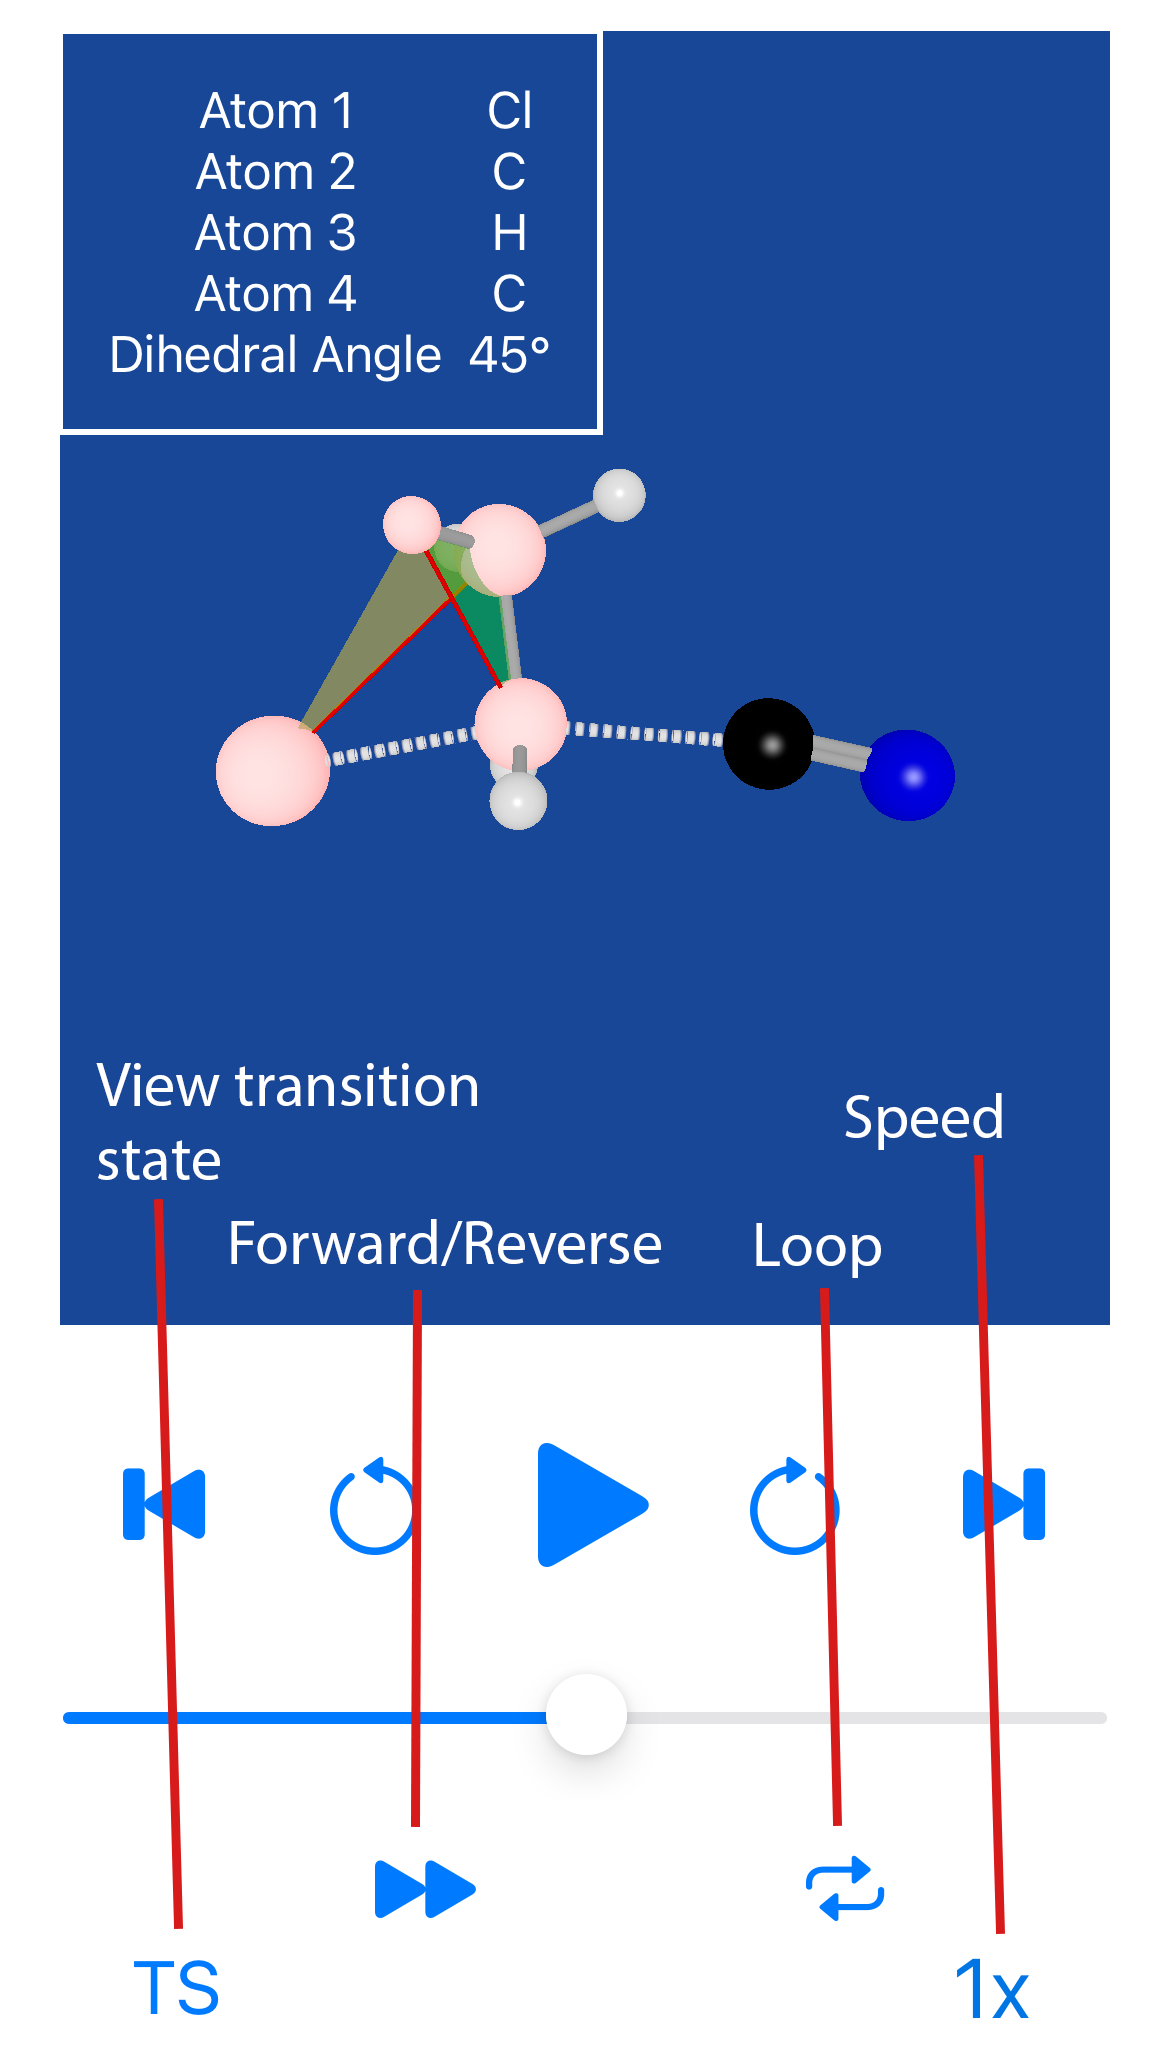 Atom 1 Cl
Atom 2 C
Atom 3 H
Atom 4 C
Dihedral Angle 45°
View transition
state
Speed
Forward/Reverse
Loop
TS
1x